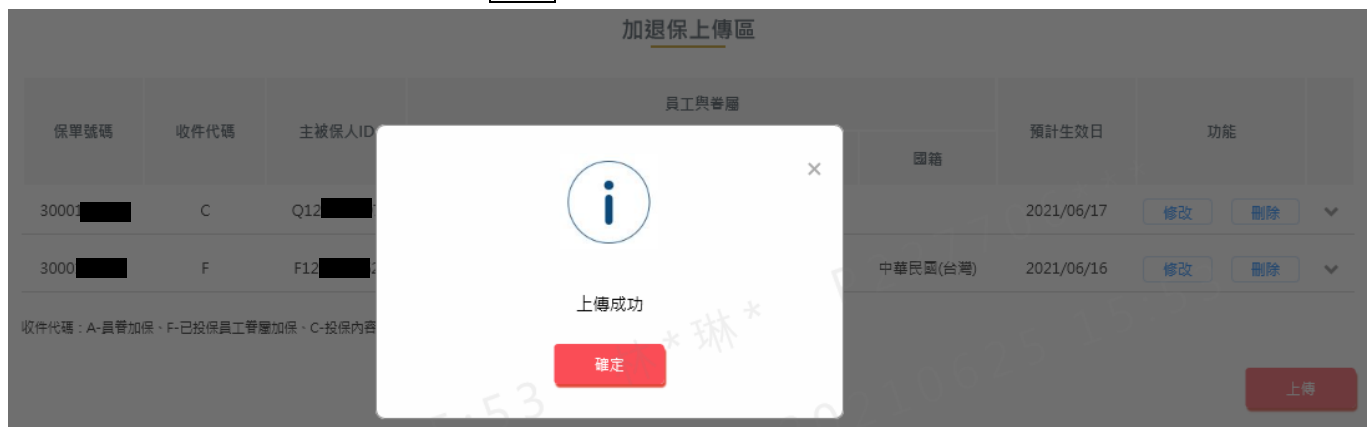 加退保上傳區
保單號碼 收件代碼 主被保人ID 員工與眷屬 國籍 預計生效日 功能
30001 C Q12 2021/06/17 修改 刪除
3000 F F12 中華民國(台灣) 2021/06/16 修改 刪除
收件代碼：A-員眷加保、F-已投保員工眷屬加保、C-投保內容
上傳成功
確定
上傳